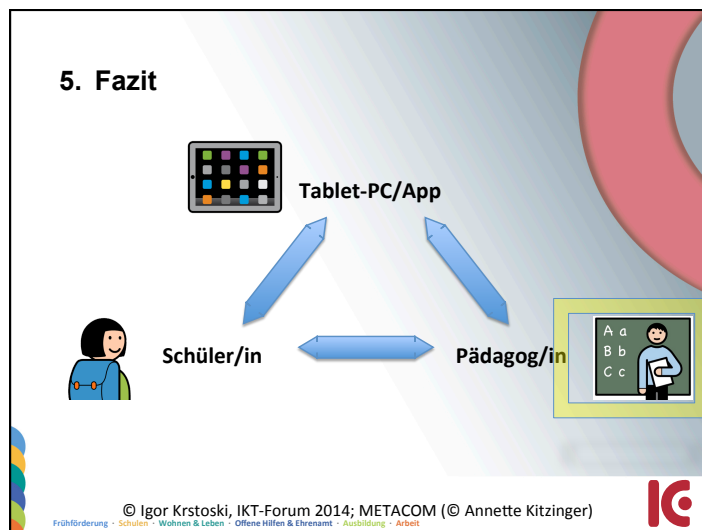 5. Fazit
Tablet-PC/App
Schüler/in
Pädagog/in
A a
B b
C c
© Igor Krstoski, IKT-Forum 2014; METACOM (© Annette Kitzinger)
Frühförderung · Schulen · Wohnen & Leben · Offene Hilfen & Ehrenamt · Ausbildung · Arbeit